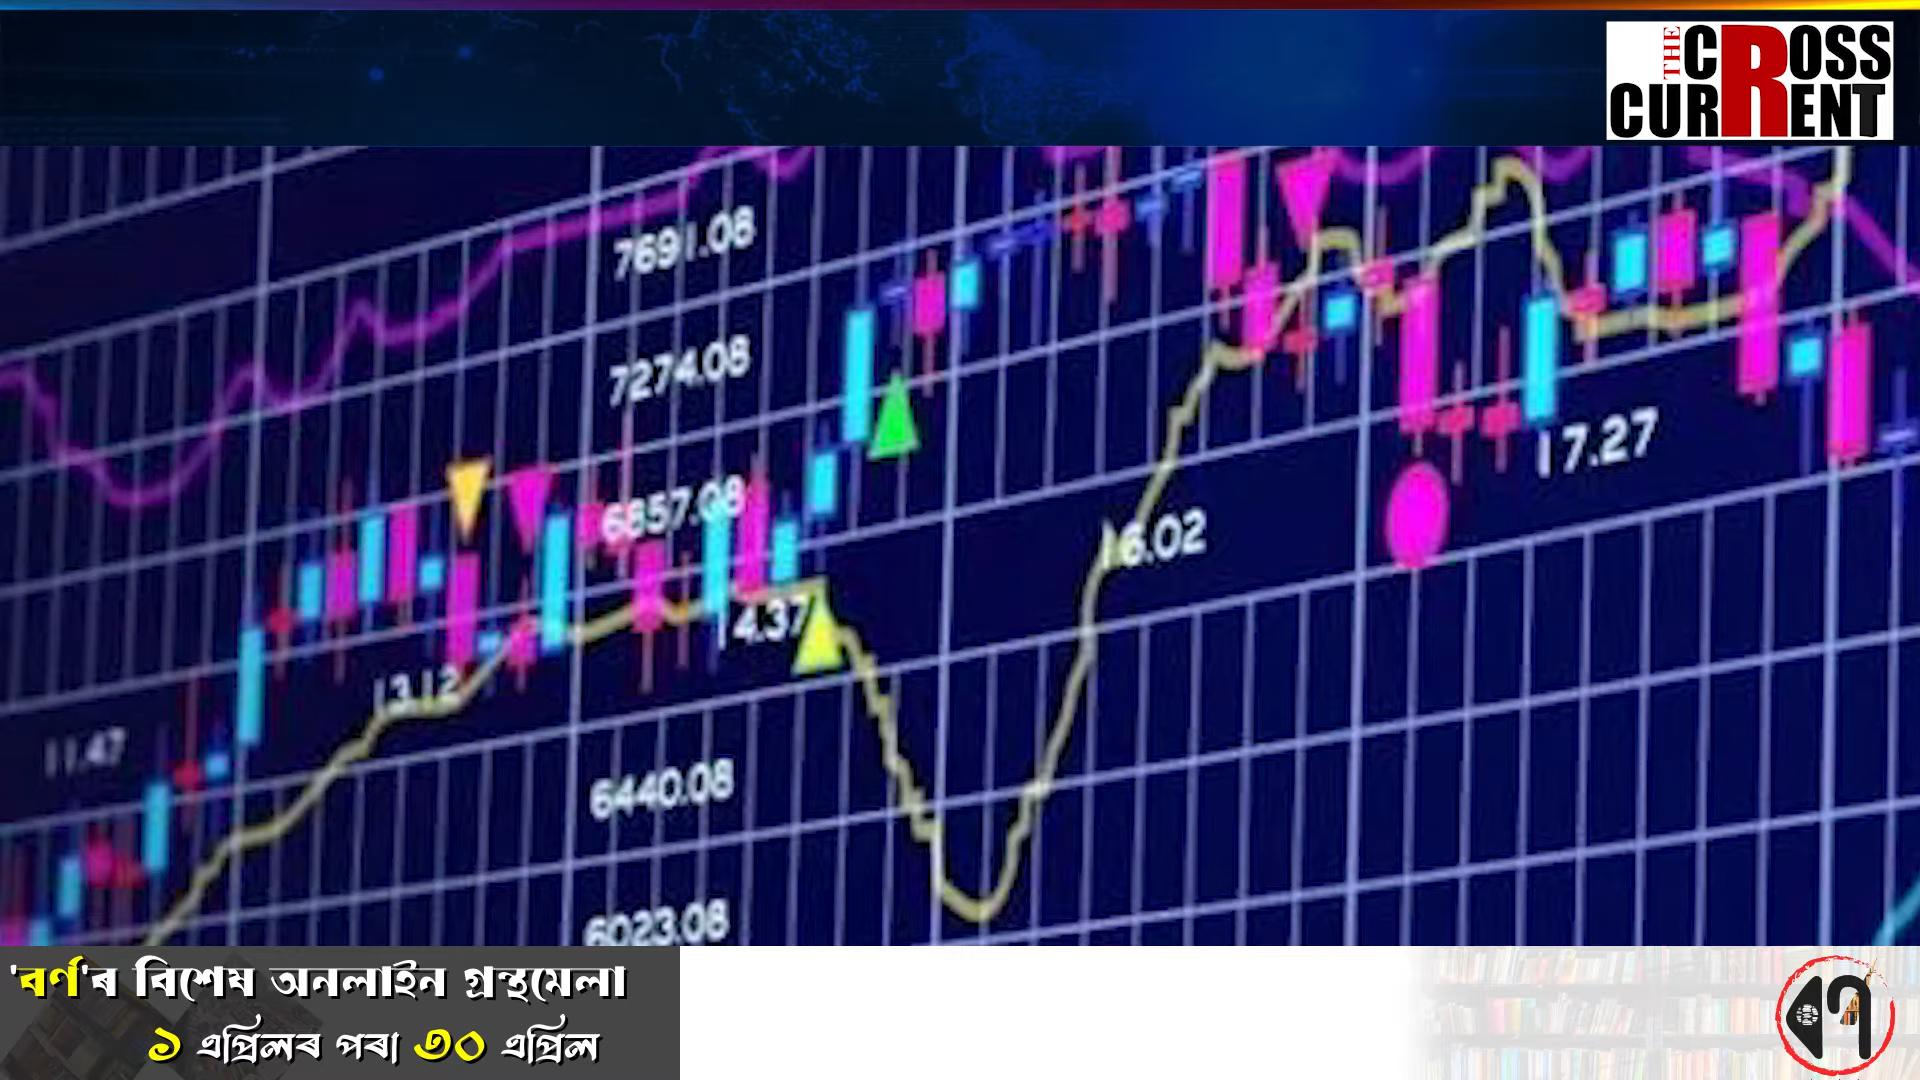 THE CROSS
CURRENT
7691.08
7274.08
6857.08
17.27
16.02
14.37
13.12
11.47
6440.08
6023.08
'বৰ্ণ'ৰ বিশেষ অনলাইন গ্ৰন্থমেলা
১ এপ্ৰিলৰ পৰা ৩০ এপ্ৰিল